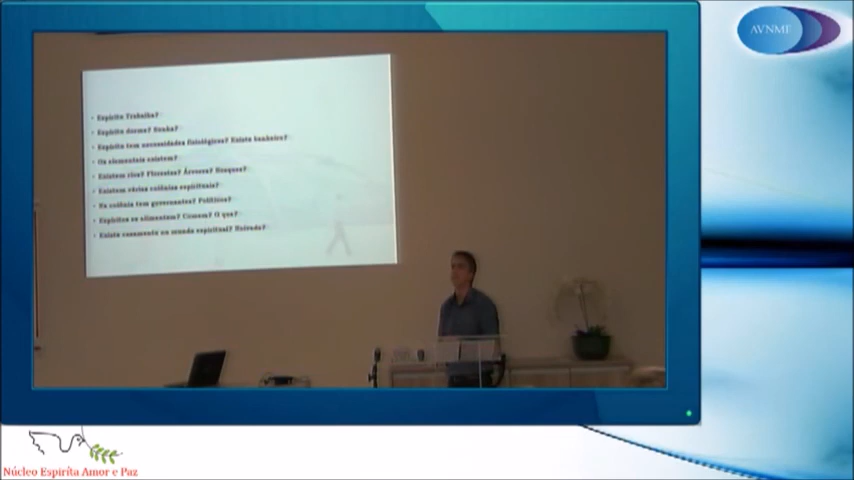 AVNMF
• Espírito Trabalha?
• Espírito dorme? Sonha?
• Espírito tem necessidades fisiológicas? Existe banheiro?
• Os elementais existem?
• Existem rios? Florestas? Árvores? Bosques?
• Existem várias colônias espirituais?
• Na colônia tem governantes? Políticos?
• Espíritos se alimentam? Comem? O que?
• Existe casamento no mundo espiritual? Noivado?
Núcleo Espírita Amor e Paz